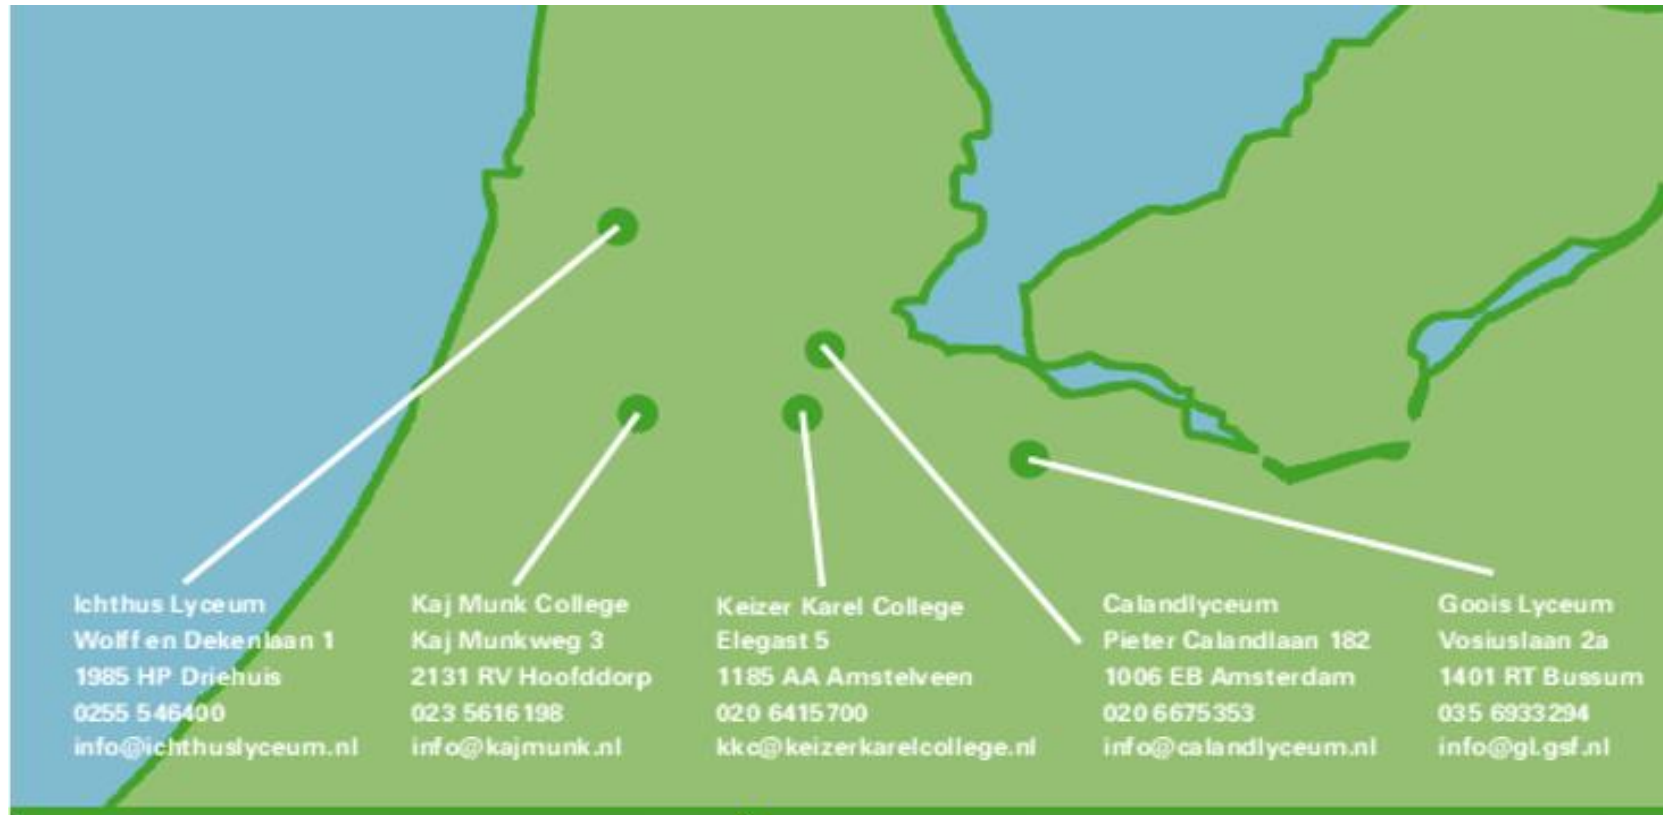 Ichthus Lyceum
Wolff en Dekenlaan 1
1985 HP Driehuis
0255 546400
info@ichthuslyceum.nl
Kaj Munk College
Kaj Munkweg 3
2131 RV Hoofddorp
023 5616198
info@kajmunk.nl
Keizer Karel College
Elegast 5
1185 AA Amstelveen
020 6415700
kkc@keizerkarelcollege.nl
Calandlyceum
Pieter Calandlaan 182
1006 EB Amsterdam
020 6675353
info@calandlyceum.nl
Goois Lyceum
Vosiuslaan 2a
1401 RT Bussum
035 6933294
info@gl.gsf.nl